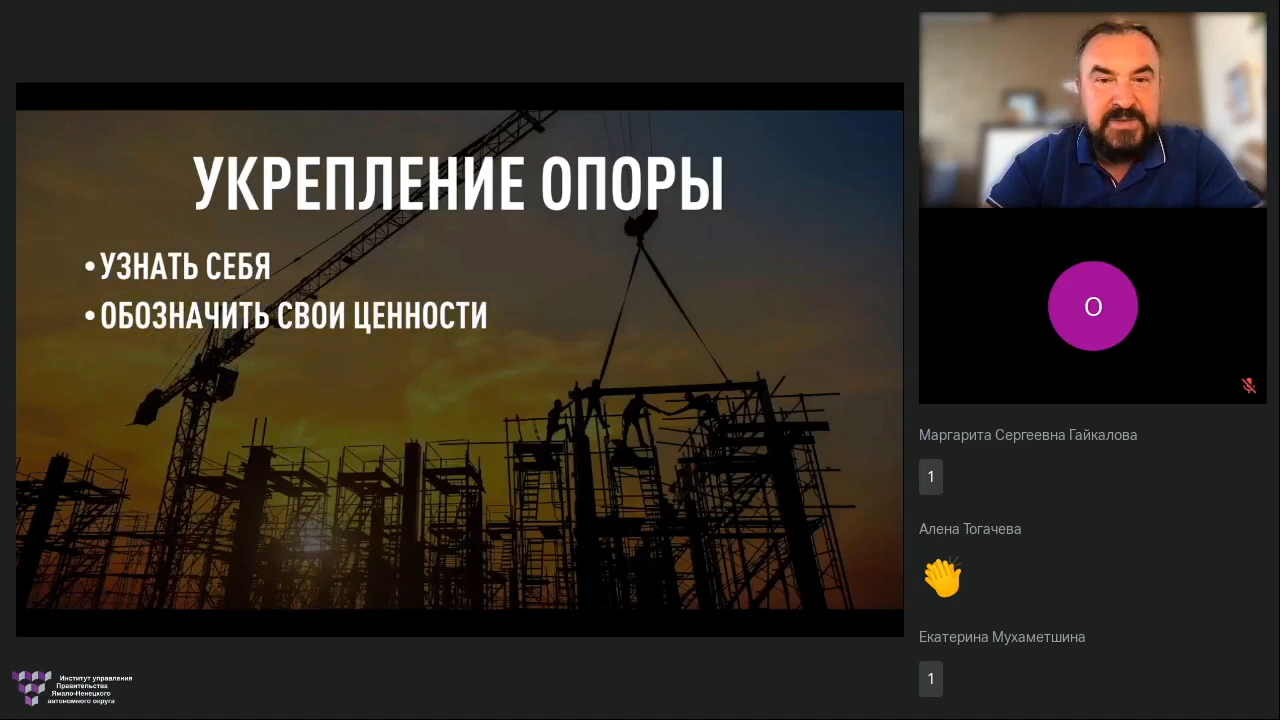 УКРЕПЛЕНИЕ ОПОРЫ
• УЗНАТЬ СЕБЯ
• ОБОЗНАЧИТЬ СВОИ ЦЕННОСТИ
О
Маргарита Сергеевна Гайкалова
1
Алена Тогачева
Екатерина Мухаметшина
1
Институт управления
Правительства
Ямало-Ненецкого
автономного округа